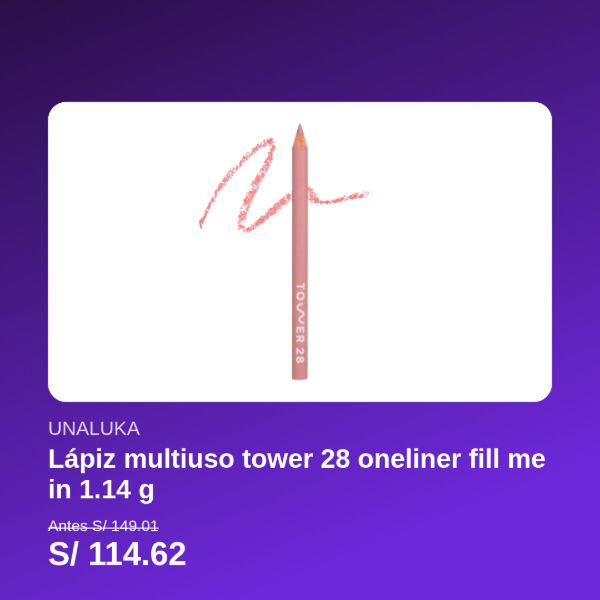 TOWER 28
UNALUKA
Lápiz multiuso tower 28 oneliner fill me
in 1.14 g
Antes S/ 149.01
S/ 114.62